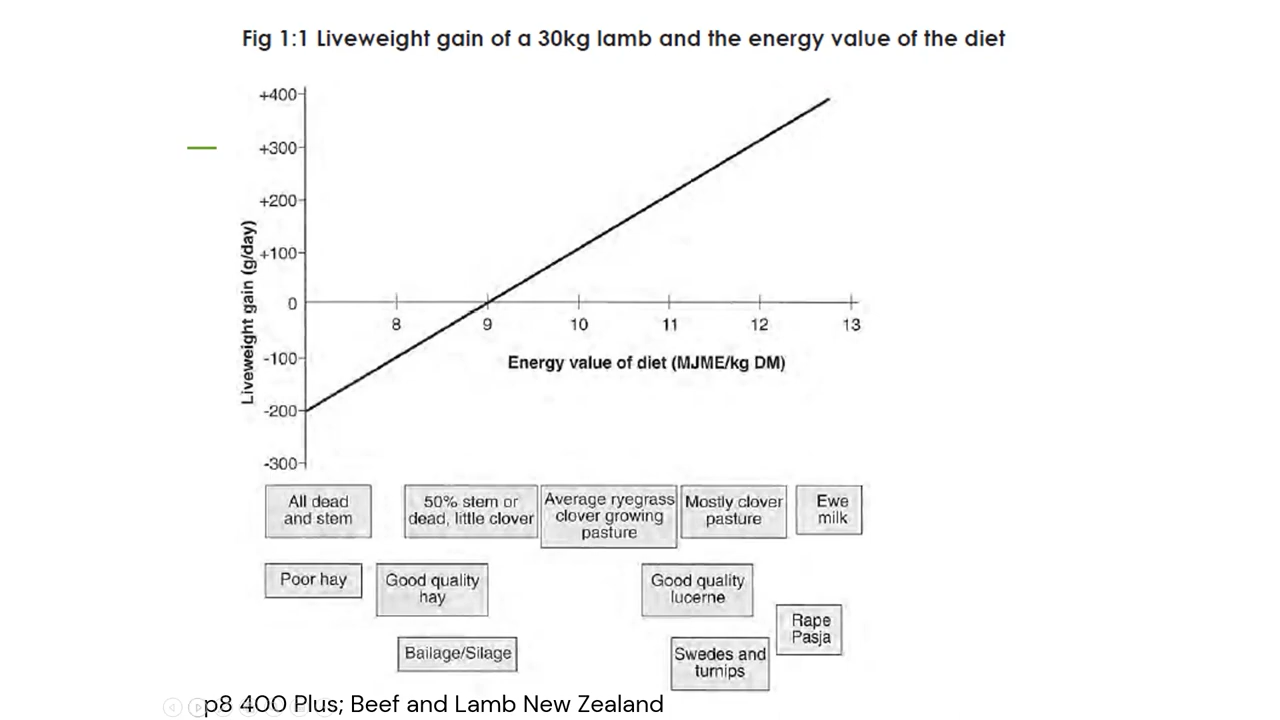 Fig 1:1 Liveweight gain of a 30kg lamb and the energy value of the diet
+400
+300
+200
+100
0
-100
-200
-300
Liveweight gain (g/day)
8 9 10 11 12 13
Energy value of diet (MJME/kg DM)
All dead
and stem
50% stem or
dead, little clover
Average ryegrass
clover growing
pasture
Mostly clover
pasture
Ewe
milk
Poor hay
Good quality
hay
Good quality
lucerne
Rape
Pasja
Bailage/Silage
Swedes and
turnips
p8 400 Plus; Beef and Lamb New Zealand